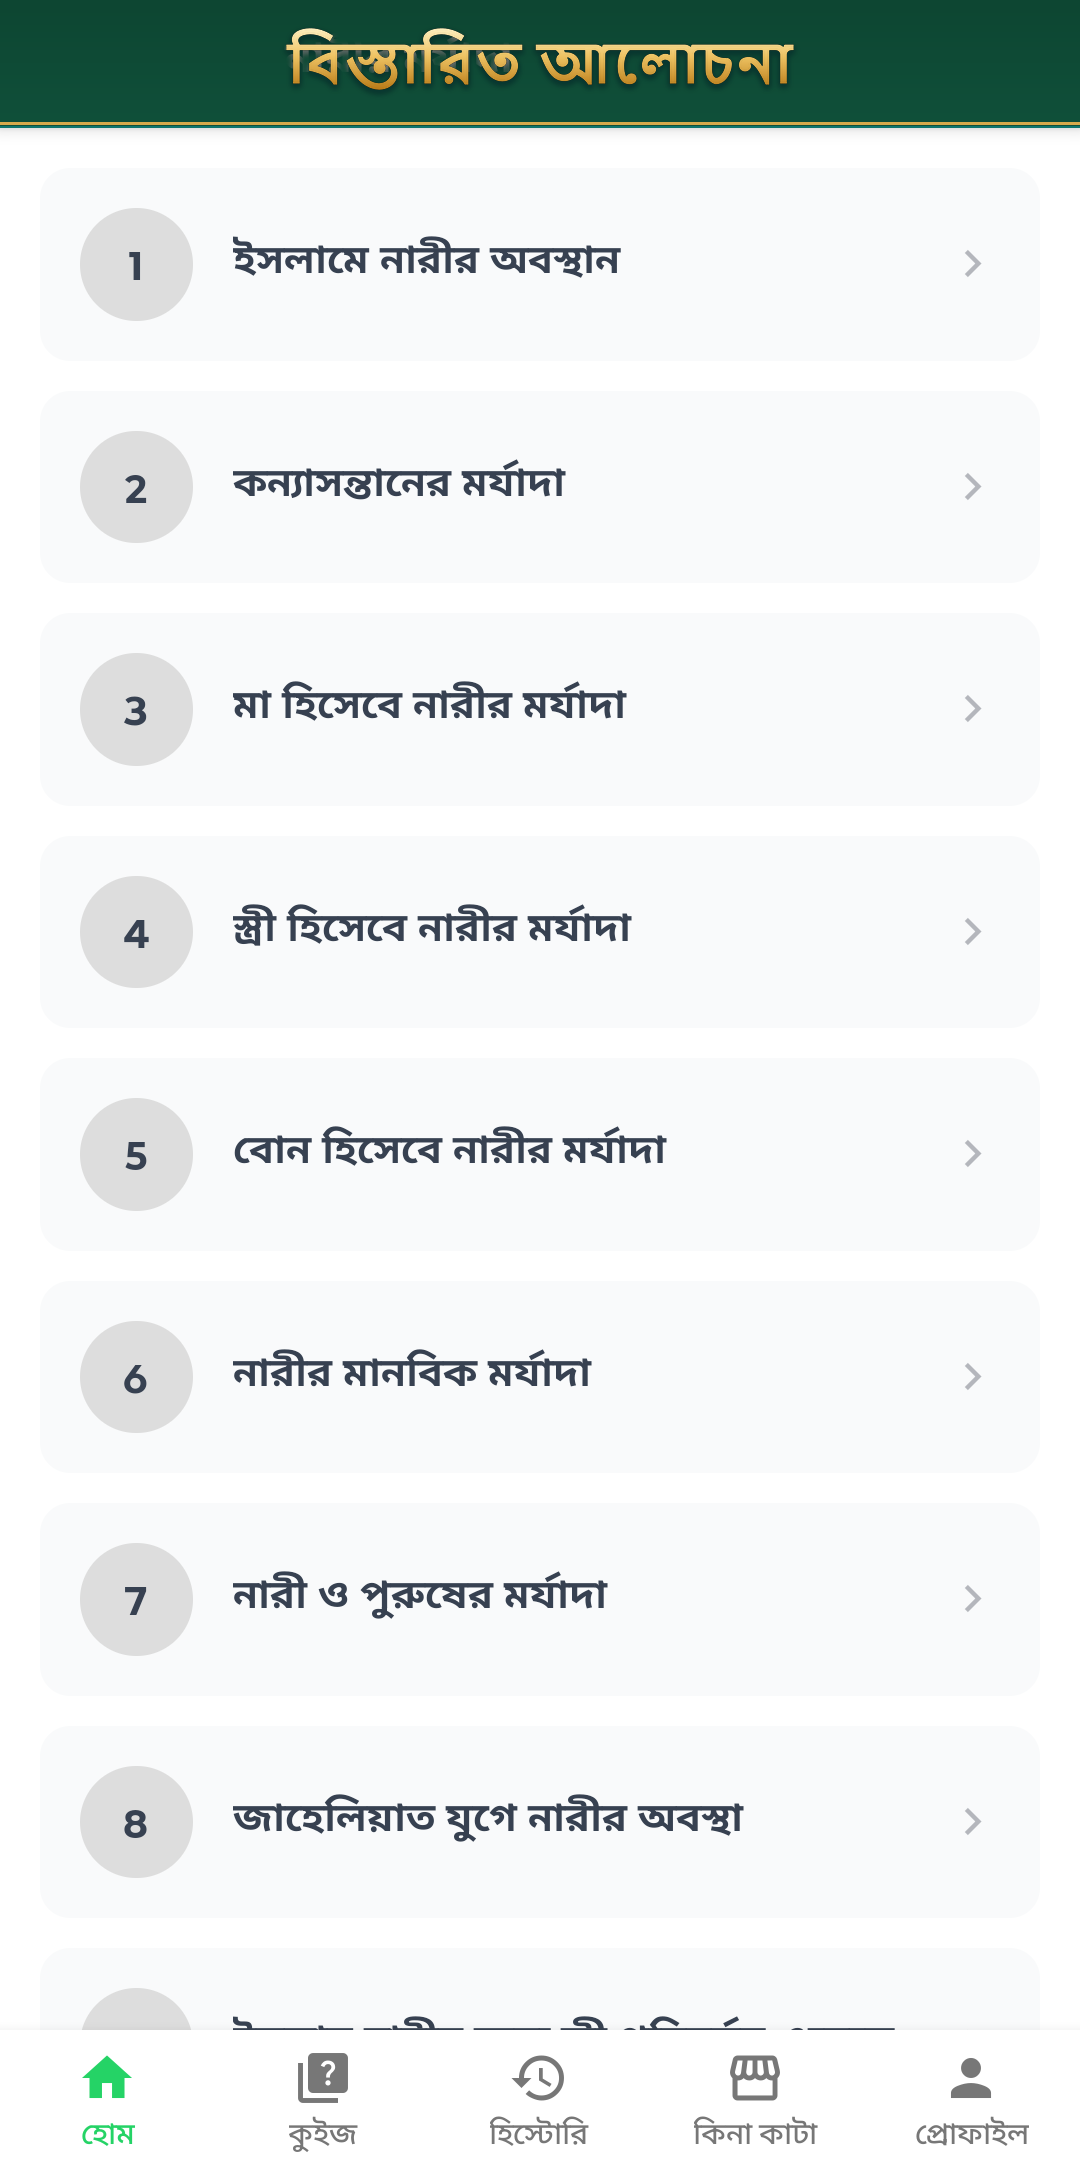 বিস্তারিত আলোচনা
1 ইসলামে নারীর অবস্থান
2 কন্যাসন্তানের মর্যাদা
3 মা হিসেবে নারীর মর্যাদা
4 স্ত্রী হিসেবে নারীর মর্যাদা
5 বোন হিসেবে নারীর মর্যাদা
6 নারীর মানবিক মর্যাদা
7 নারী ও পুরুষের মর্যাদা
8 জাহেলিয়াত যুগে নারীর অবস্থা
হোম কুইজ হিস্টোরি কিনা কাটা প্রোফাইল